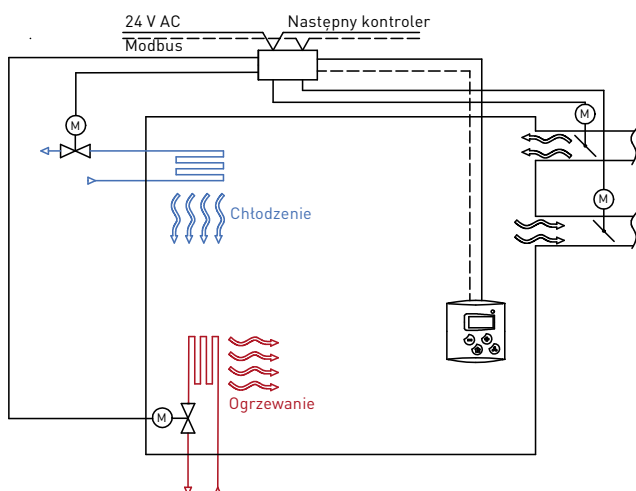 24 V AC
Następny kontroler
Modbus
M
M
M
Chłodzenie
Ogrzewanie
M